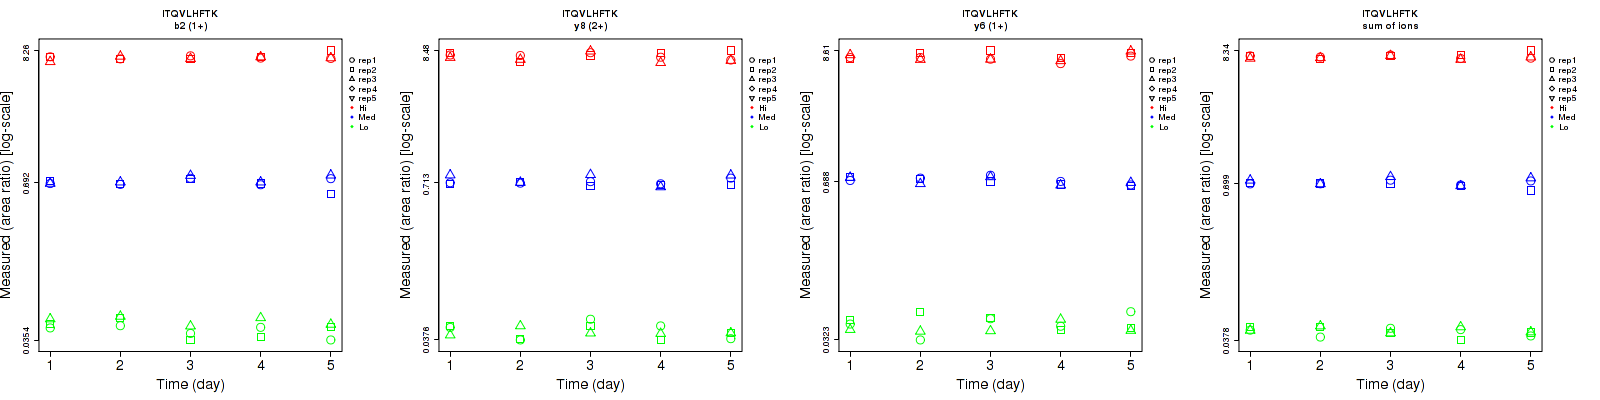 ITQVLHFTK
b2 (1+)
Measured (area ratio) [log-scale]
8.26
0.692
0.0354
1 2 3 4 5
Time (day)
rep1
rep2
rep3
rep4
rep5
Hi
Med
Lo
ITQVLHFTK
y8 (2+)
Measured (area ratio) [log-scale]
8.48
0.713
0.0376
1 2 3 4 5
Time (day)
rep1
rep2
rep3
rep4
rep5
Hi
Med
Lo
ITQVLHFTK
y6 (1+)
Measured (area ratio) [log-scale]
8.61
0.688
0.0323
1 2 3 4 5
Time (day)
rep1
rep2
rep3
rep4
rep5
Hi
Med
Lo
ITQVLHFTK
sum of ions
Measured (area ratio) [log-scale]
8.34
0.699
0.0378
1 2 3 4 5
Time (day)
rep1
rep2
rep3
rep4
rep5
Hi
Med
Lo